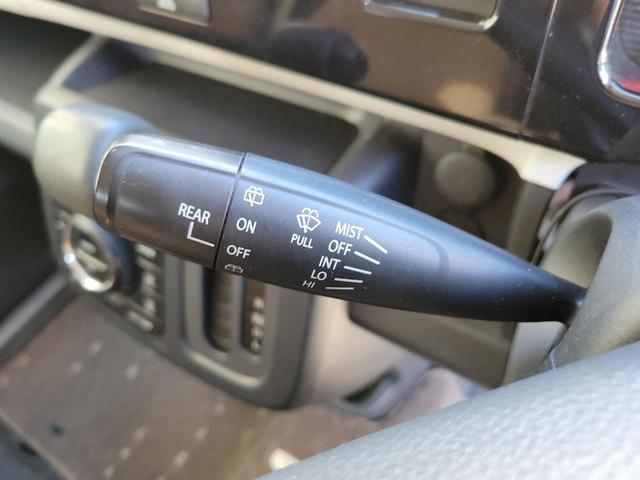 REAR
ON
OFF
PULL
MIST
OFF
INT
LO
HI